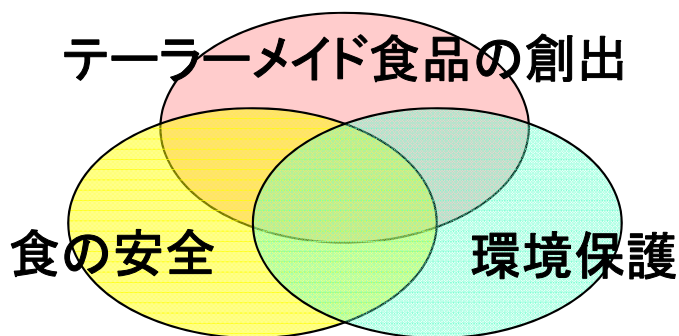 テーラーメイド食品の創出
食の安全
環境保護